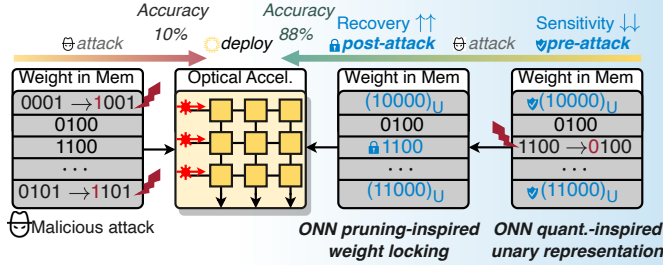 Accuracy
10%
Accuracy
88%
Recovery ↑↑
Sensitivity ↓↓
attack
deploy
post-attack
attack
pre-attack
Weight in Mem
0001 →1001
0100
1100
...
0101 →1101
Malicious attack
Optical Accel.
Weight in Mem
(10000)U
0100
1100
...
(11000)U
ONN pruning-inspired
weight locking
Weight in Mem
(10000)U
0100
1100 →0100
...
(11000)U
ONN quant.-inspired
unary representation